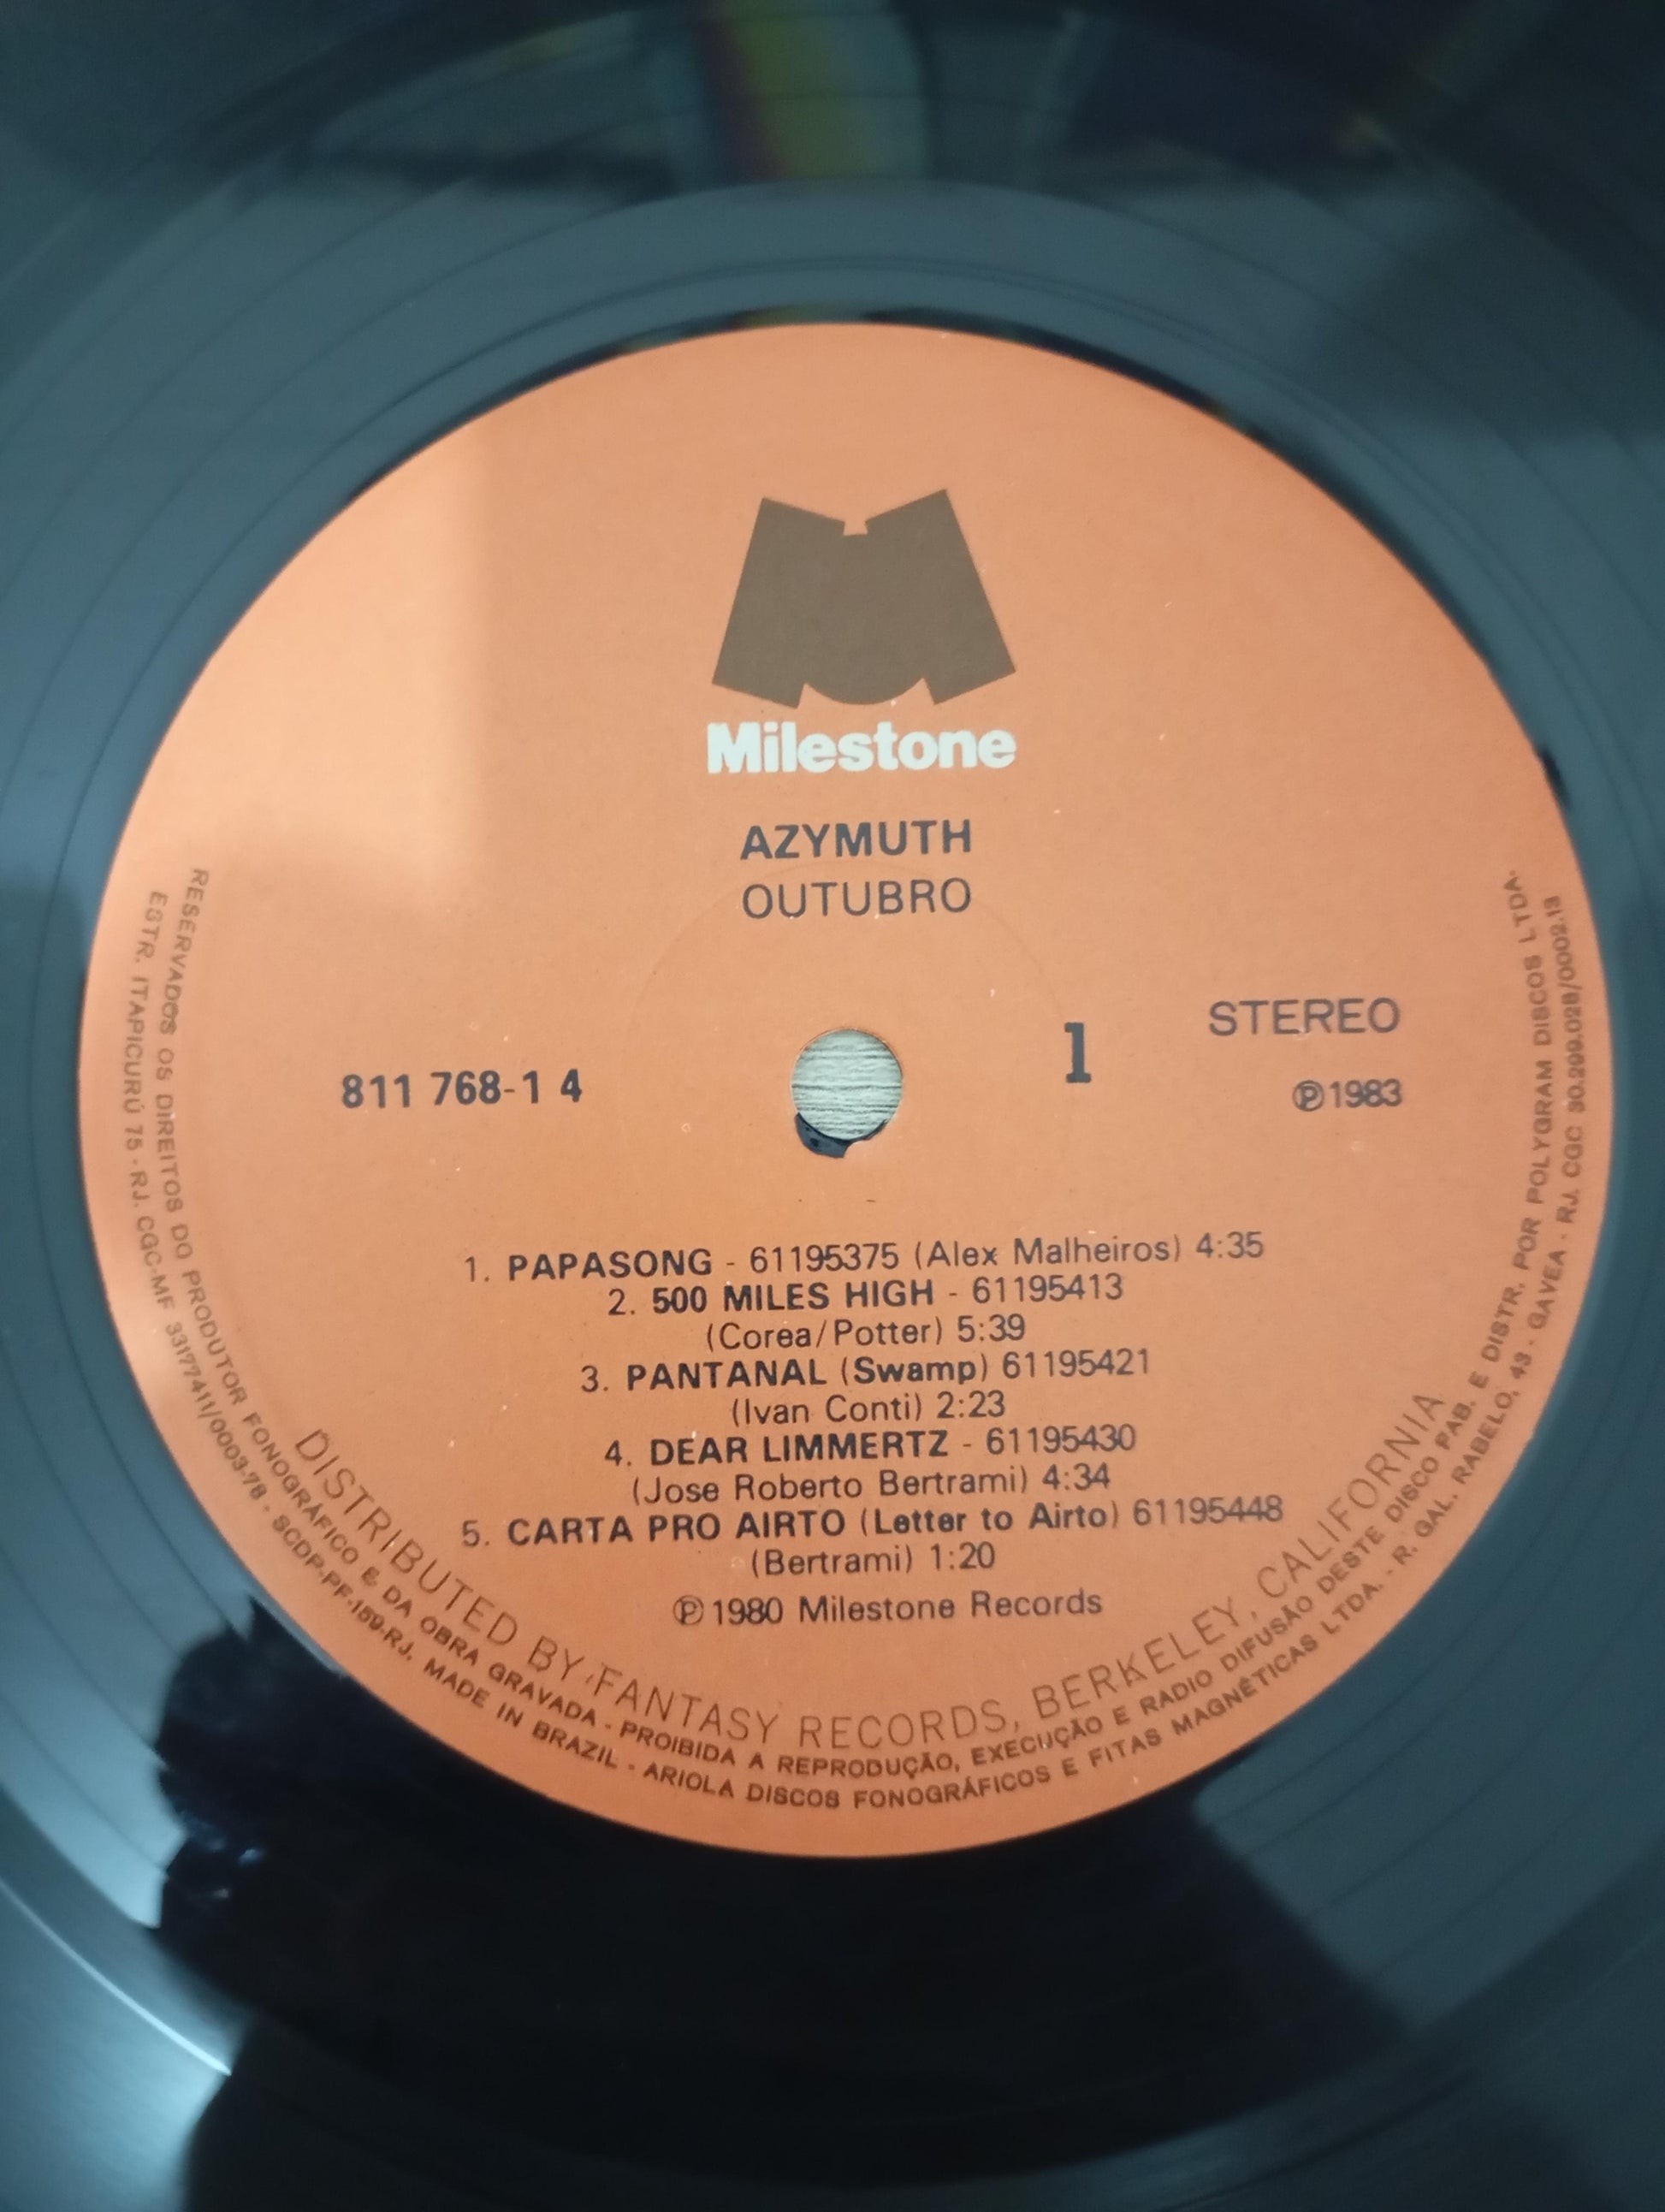 Milestone
AZYMUTH
OUTUBRO
STEREO
811 768-1 4
1
℗1983
1. PAPASONG - 61195375 (Alex Malheiros) 4:35
2. 500 MILES HIGH - 61195413
(Corea/Potter) 5:39
3. PANTANAL (Swamp) 61195421
(Ivan Conti) 2:23
4. DEAR LIMMERTZ - 61195430
(Jose Roberto Bertrami) 4:34
5. CARTA PRO AIRTO (Letter to Airto) 61195448
(Bertrami) 1:20
℗1980 Milestone Records
DISTRIBUTED BY FANTASY RECORDS, BERKELEY, CALIFORNIA
RESERVADOS OS DIREITOS DO PRODUTOR FONOGRÁFICO E DA OBRA GRAVADA - PROIBIDA A REPRODUÇÃO, EXECUÇÃO E RADIO DIFUSÃO DESTE DISCO FAB. E DISTR. POR POLYGRAM DISCOS LTDA.
ESTR. ITAPICURÚ 75 - RJ. CGC-MF 33177411/0003-78 - SCDP-PF-159-RJ. MADE IN BRAZIL - ARIOLA DISCOS FONOGRÁFICOS E FITAS MAGNÉTICAS LTDA. - R. GAL. RABELO, 43 - GAVEA - RJ. CGC 30.299.028/0002.13